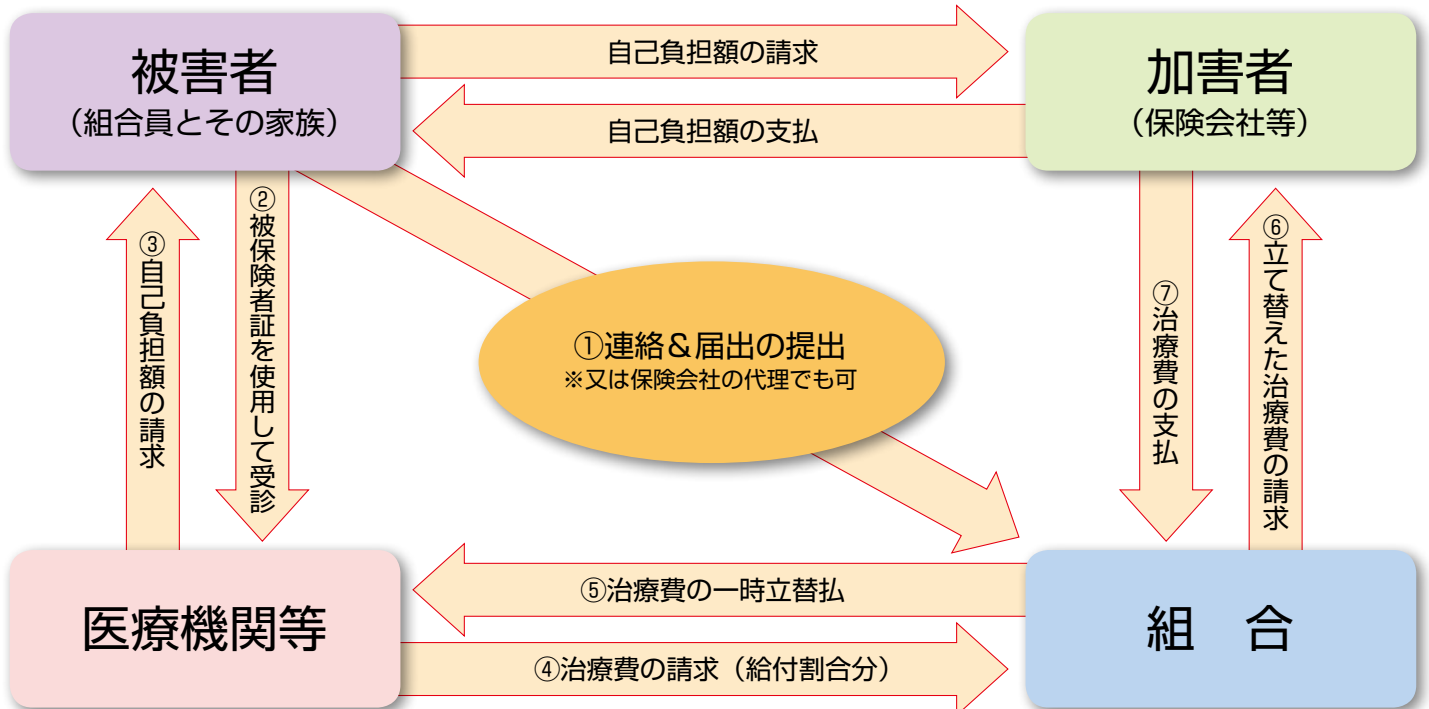 被害者
（組合員とその家族）
自己負担額の請求
自己負担額の支払
加害者
（保険会社等）
③自己負担額の請求
②被保険者証を使用して受診
①連絡＆届出の提出
※又は保険会社の代理でも可
⑦治療費の支払
⑥立て替えた治療費の請求
医療機関等
⑤治療費の一時立替払
④治療費の請求（給付割合分）
組　合